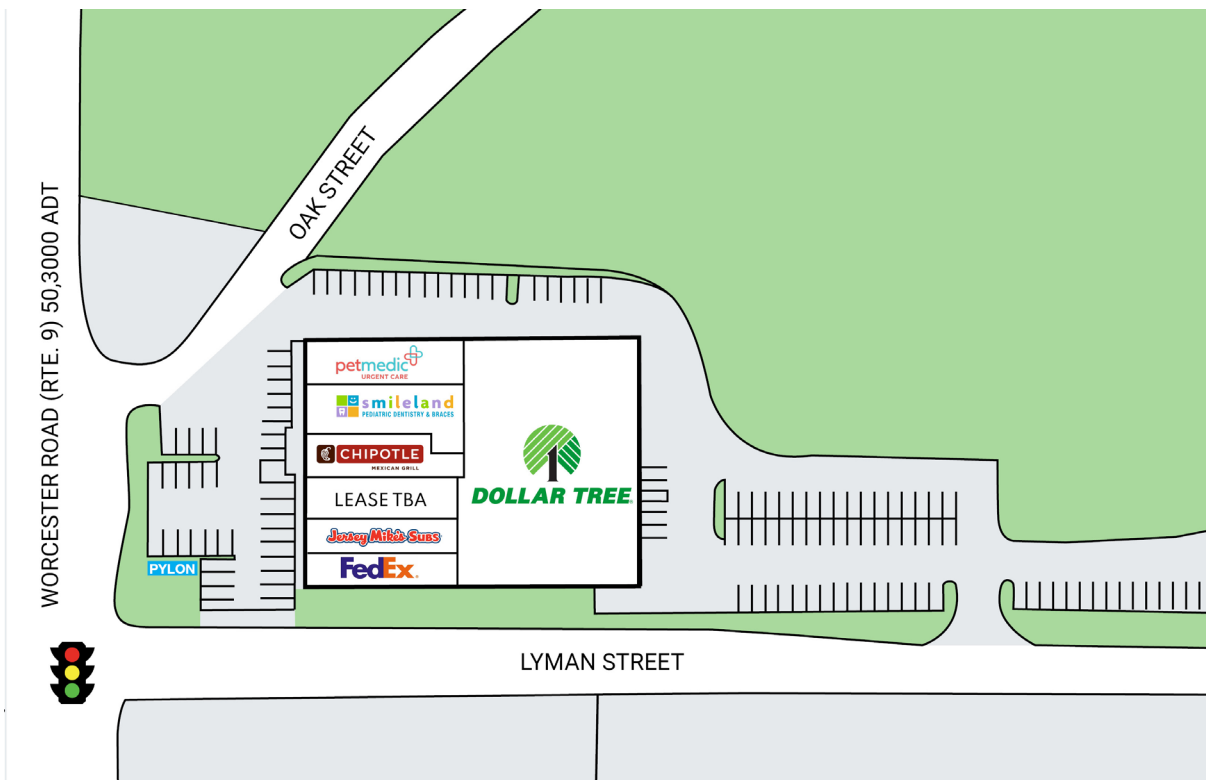 OAK STREET
WORCESTER ROAD (RTE. 9) 50,3000 ADT
petmedic
URGENT CARE
smileland
PEDIATRIC DENTISTRY & BRACES
CHIPOTLE
MEXICAN GRILL
LEASE TBA
Jersey Mike's Subs
FedEx®
DOLLAR TREE®
PYLON
LYMAN STREET